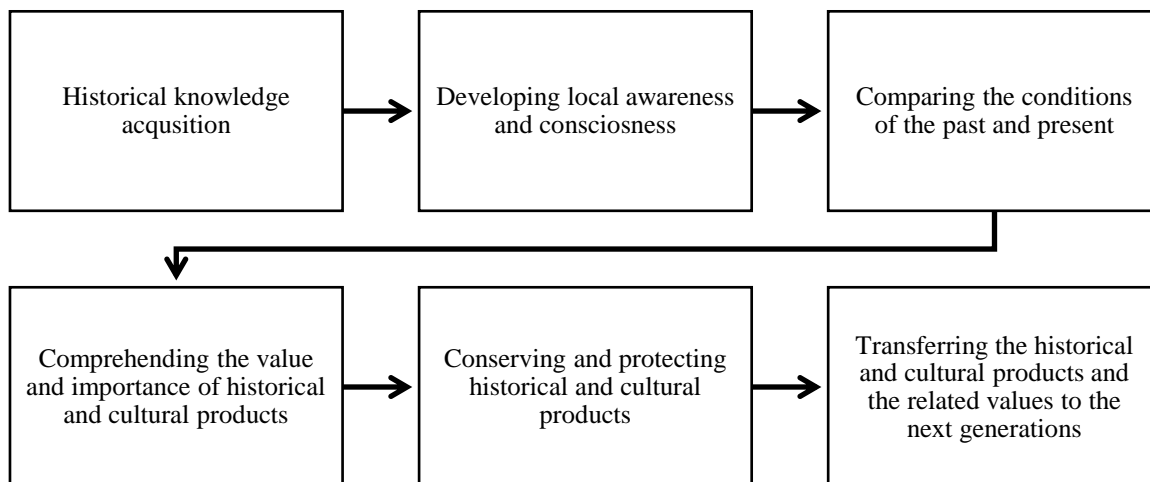 Historical knowledge
acqusition
Developing local awareness
and consciosness
Comparing the conditions
of the past and present
Comprehending the value
and importance of historical
and cultural products
Conserving and protecting
historical and cultural
products
Transferring the historical
and cultural products and
the related values to the
next generations